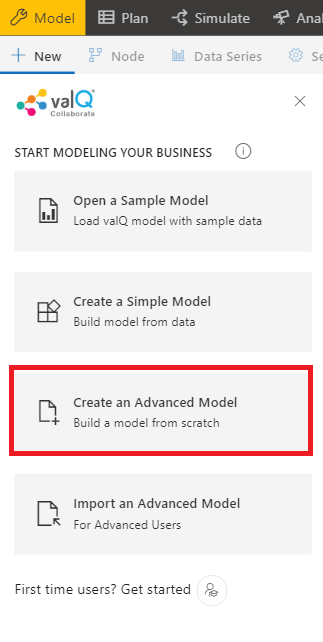 Model Plan Simulate Ana
+ New Node Data Series Se
valQ
Collaborate
START MODELING YOUR BUSINESS
Open a Sample Model
Load valQ model with sample data
Create a Simple Model
Build model from data
Create an Advanced Model
Build a model from scratch
Import an Advanced Model
For Advanced Users
First time users? Get started